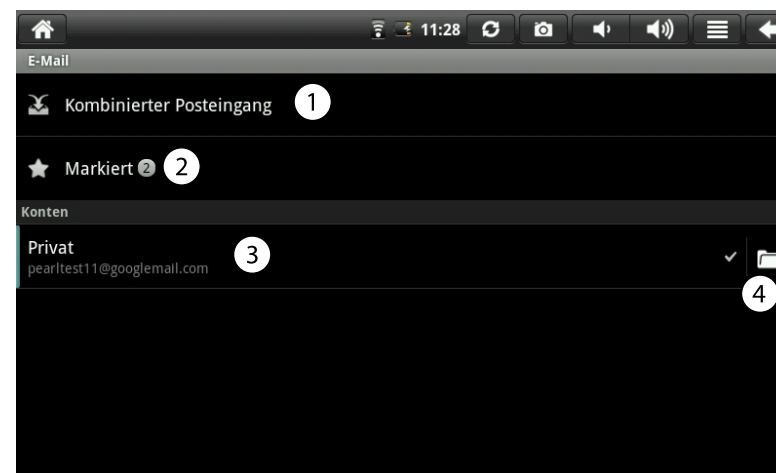 11:28
E-Mail
Kombinierter Posteingang 1
Markiert 2 2
Konten
Privat
pearltest11@googlemail.com
3
4